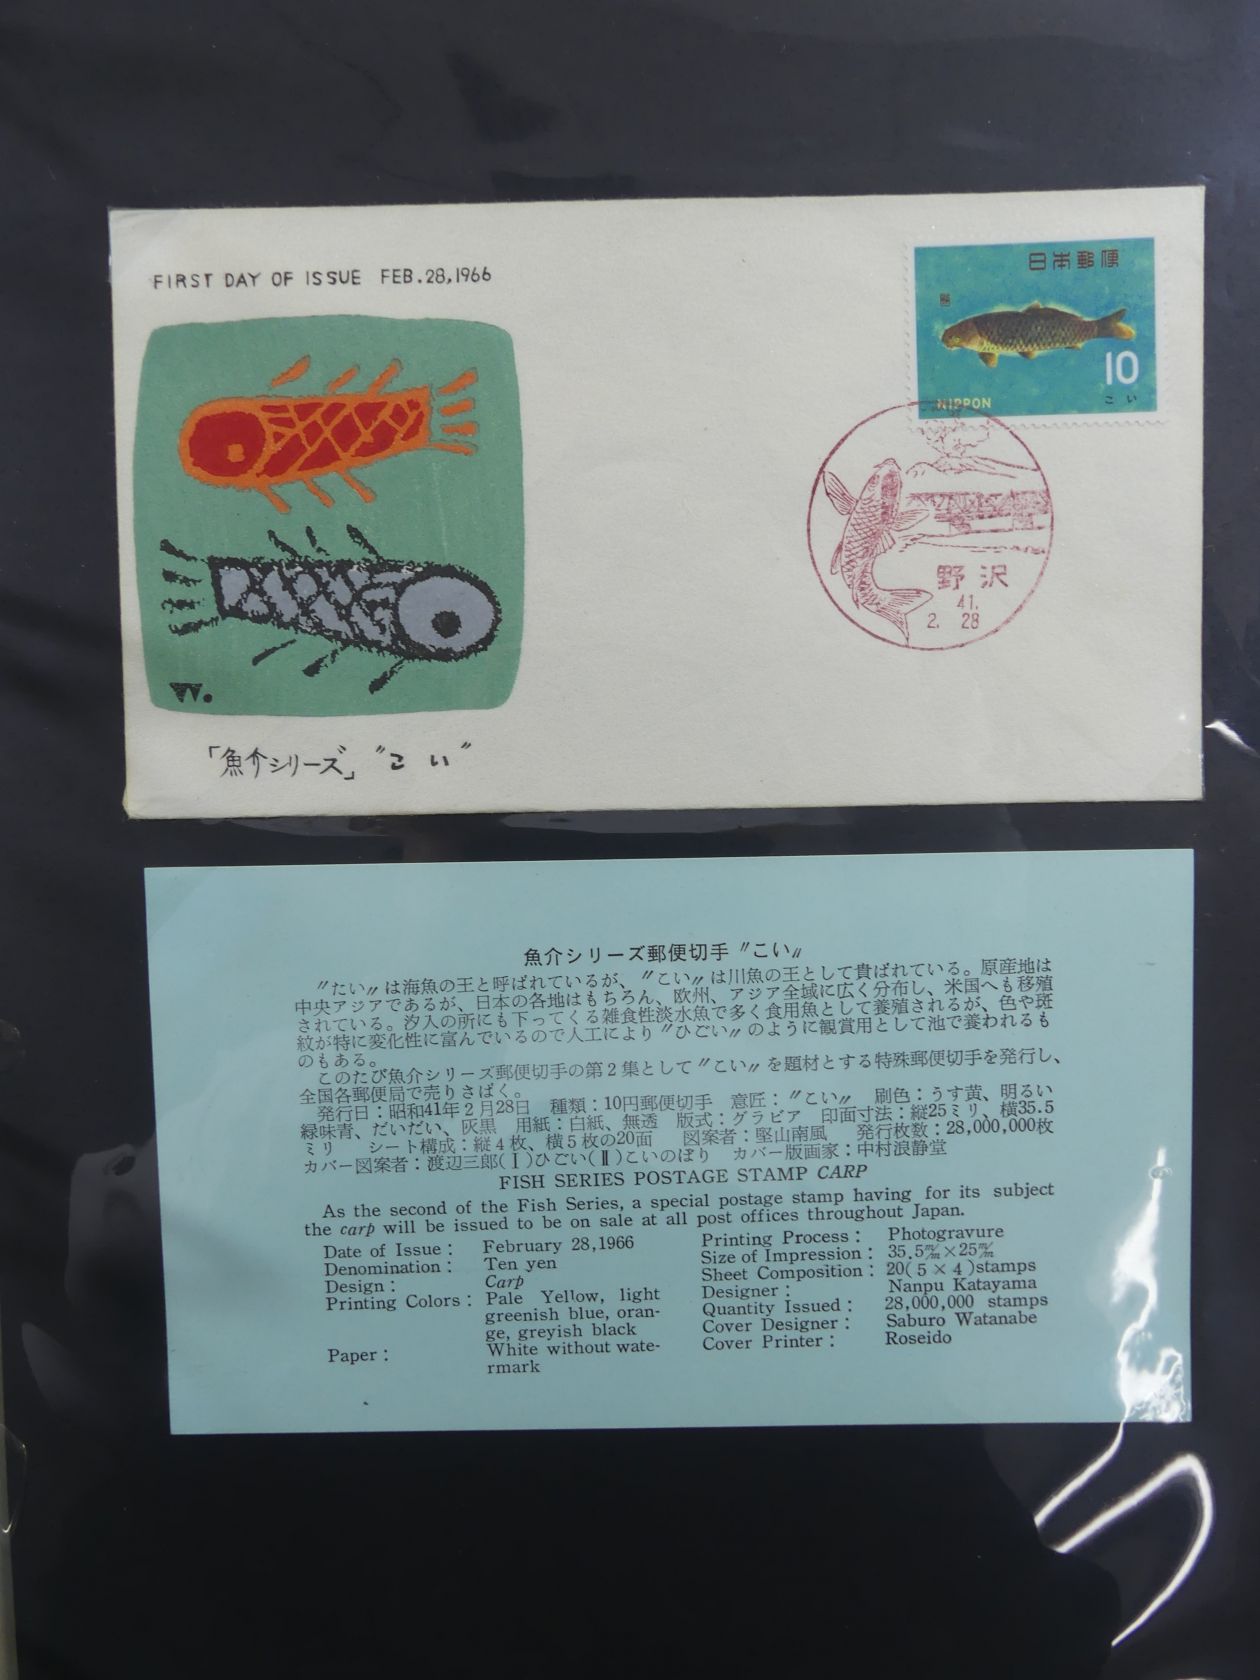 FIRST DAY OF ISSUE FEB.28,1966
日本郵便
10
NIPPON
こい
野沢
41.
2. 28
W.
「魚介シリーズ」"こい"
魚介シリーズ郵便切手〝こい〟
〝たい〟は海魚の王と呼ばれているが、〝こい〟は川魚の王として貴ばれている。原産地は
中央アジアであるが、日本の各地はもちろん、欧州、アジア全域に広く分布し、米国へも移殖
されている。汐入の所にも下ってくる雑食性淡水魚で多く食用魚として養殖されるが、色や斑
紋が特に変化性に富んでいるので人工により〝ひごい〟のように観賞用として池で養われるも
のもある。
このたび魚介シリーズ郵便切手の第2集として〝こい〟を題材とする特殊郵便切手を発行し、
全国各郵便局で売りさばく。
発行日：昭和41年2月28日 種類：10円郵便切手 意匠：〝こい〟 刷色：うす黄、明るい
緑味青、だいだい、灰黒 用紙：白紙、無透 版式：グラビア 印面寸法：縦25ミリ、横35.5
ミリ シート構成：縦4枚、横5枚の20面 図案者：堅山南風 発行枚数：28,000,000枚
カバー図案者：渡辺三郎(Ⅰ)ひごい(Ⅱ)こいのぼり カバー版画家：中村浪静堂
FISH SERIES POSTAGE STAMP CARP
As the second of the Fish Series, a special postage stamp having for its subject
the carp will be issued to be on sale at all post offices throughout Japan.
Date of Issue : February 28,1966
Denomination : Ten yen
Design : Carp
Printing Colors : Pale Yellow, light
greenish blue, oran-
ge, greyish black
Paper : White without wate-
rmark
Printing Process : Photogravure
Size of Impression : 35.5m/m×25m/m
Sheet Composition : 20(5×4)stamps
Designer : Nanpu Katayama
Quantity Issued : 28,000,000 stamps
Cover Designer : Saburo Watanabe
Cover Printer : Roseido